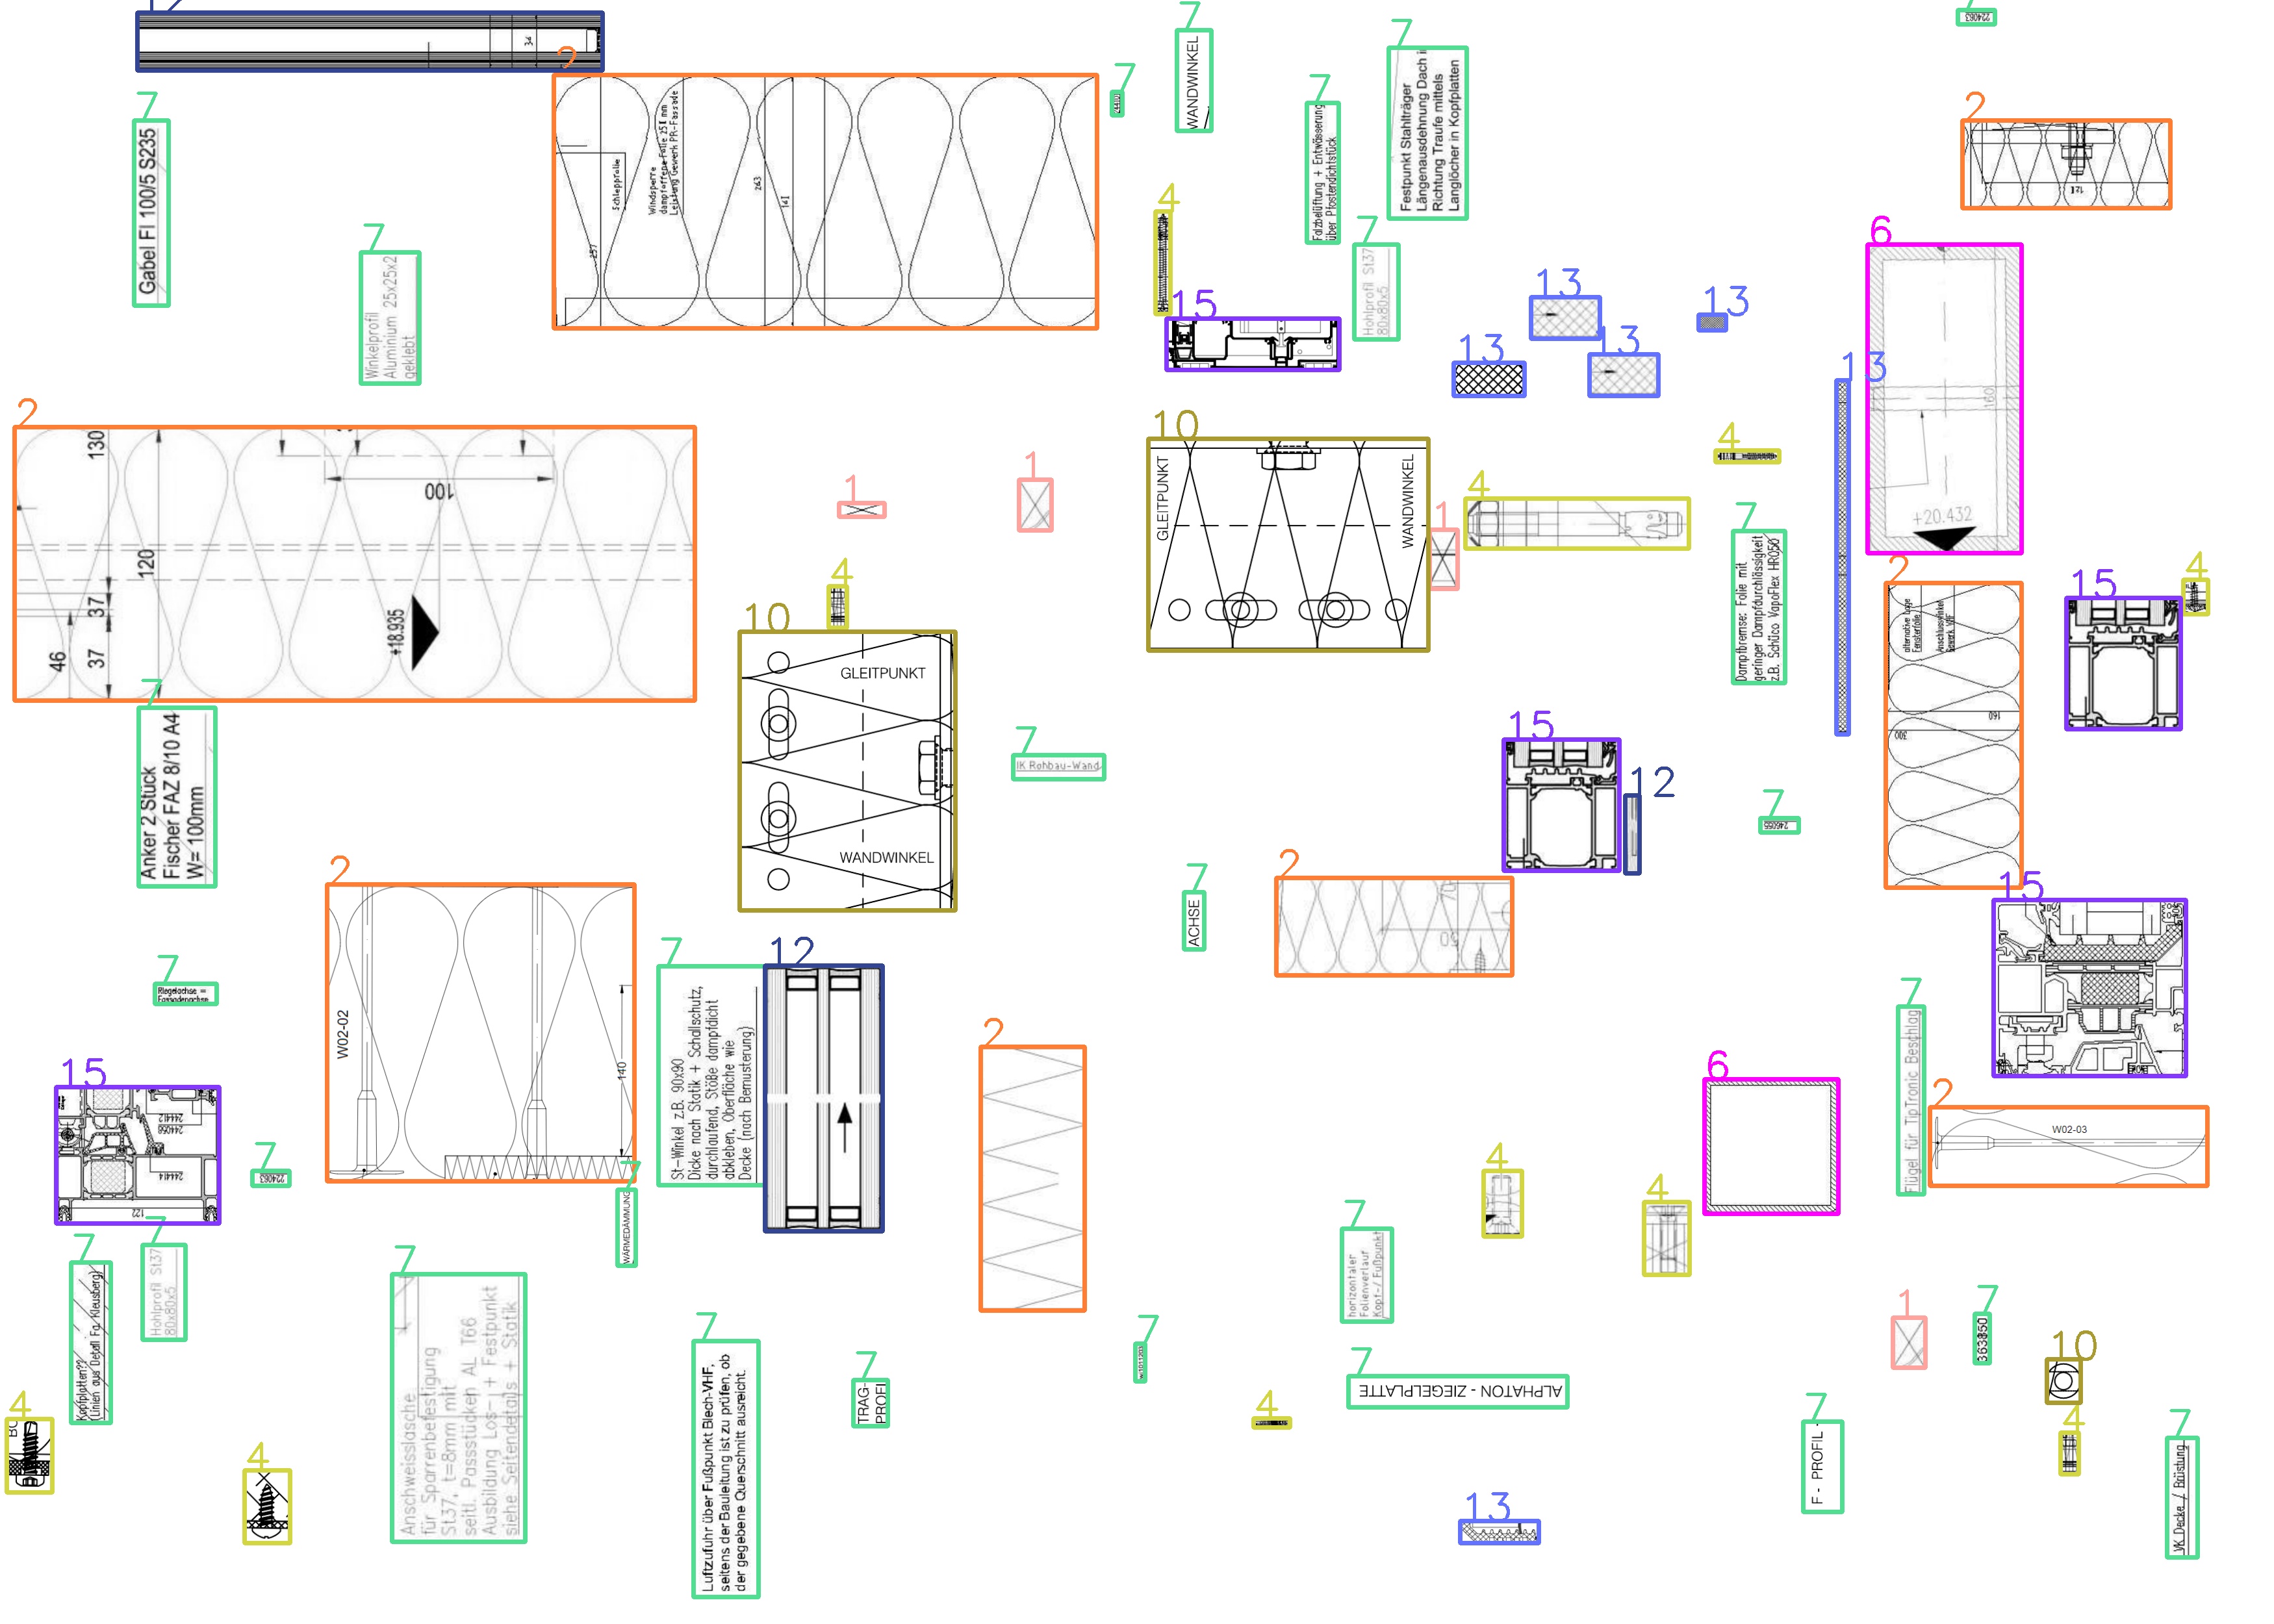 12
34
2
Schleppfolie
Windsperre
dampfoffene Folie 25 l mm
Leistung Gewerk PR-Fassade
257
243
141
7
Gabel Fl 100/5 S235
7
Winkelprofil
Aluminium 25x25x2
geklebt
7
7
WANDWINKEL
7
Falzbelüftung + Entwässerung
über Pfostendichtstück
7
Festpunkt Stahlträger
Längenausdehnung Dach i
Richtung Traufe mittels
Langlöcher in Kopfplatten
7
224063
2
121
4
15
7
Hohlprofil St37
80x80x5
13
13
13
13
13
6
160
+20.432
2
130
100
120
37
46
37
+18.935
1
1
1
10
GLEITPUNKT
WANDWINKEL
4
4
7
Dampfbremse: Folie mit
geringer Dampfdurchlässigkeit
z.B. Schüco VapoFlex HR050
2
alternative Lage
Fensterfolie
Anschlusswinkel
Gewerk VHF
160
300
15
4
7
Anker 2 Stück
Fischer FAZ 8/10 A4
W= 100mm
4
10
GLEITPUNKT
WANDWINKEL
7
IK Rohbau-Wand
15
12
7
246055
7
ACHSE
2
70
50
15
2
W02-02
140
7
Riegelachse =
Fassadenachse
7
St-Winkel z.B. 90x90
Dicke nach Statik + Schallschutz,
durchlaufend, Stöße dampfdicht
abkleben, Oberfläche wie
Decke (nach Bemusterung)
12
2
7
Flügel für TipTronic Beschlag
2
W02-03
6
15
244412
244056
244414
122
7
224063
7
WÄRMEDÄMMUNG
4
4
7
horizontaler
Folienverlauf
Kopf-/ Fußpunkt
7
Kopfplatten??
(Linien aus Detail Fa. Kleusberg)
7
Hohlprofil St37
80x80x5
7
Anschweisslasche
für Sparrenbefestigung
St37, t=8mm mit
seitl. Passstücken AL T66
Ausbildung Los- + Festpunkt
siehe Seitendetails + Statik
7
Luftzufuhr über Fußpunkt Blech-VHF,
seitens der Bauleitung ist zu prüfen, ob
der gegebene Querschnitt ausreicht.
7
TRAG-
PROFI
7
7
ALPHATON - ZIEGELPLATTE
4
1
7
363850
10
4
7
F - PROFIL
7
VK Decke / Brüstung
4
4
13